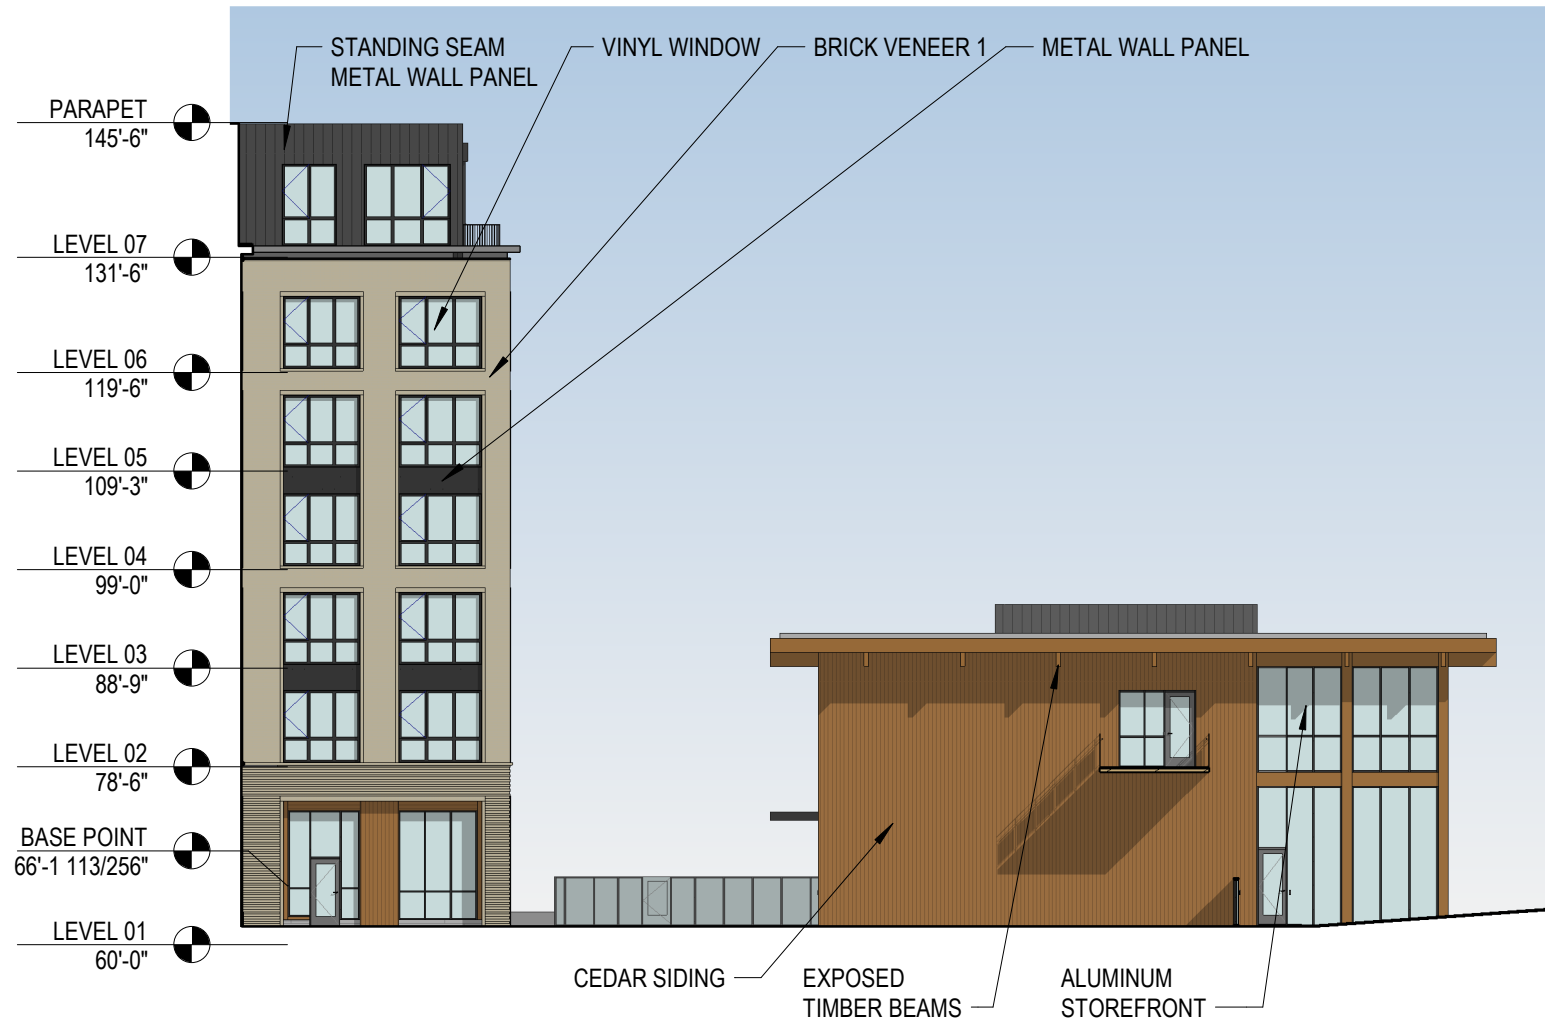 STANDING SEAM
METAL WALL PANEL
VINYL WINDOW
BRICK VENEER 1
METAL WALL PANEL
PARAPET
145'-6"
LEVEL 07
131'-6"
LEVEL 06
119'-6"
LEVEL 05
109'-3"
LEVEL 04
99'-0"
LEVEL 03
88'-9"
LEVEL 02
78'-6"
BASE POINT
66'-1 113/256"
LEVEL 01
60'-0"
CEDAR SIDING
EXPOSED
TIMBER BEAMS
ALUMINUM
STOREFRONT